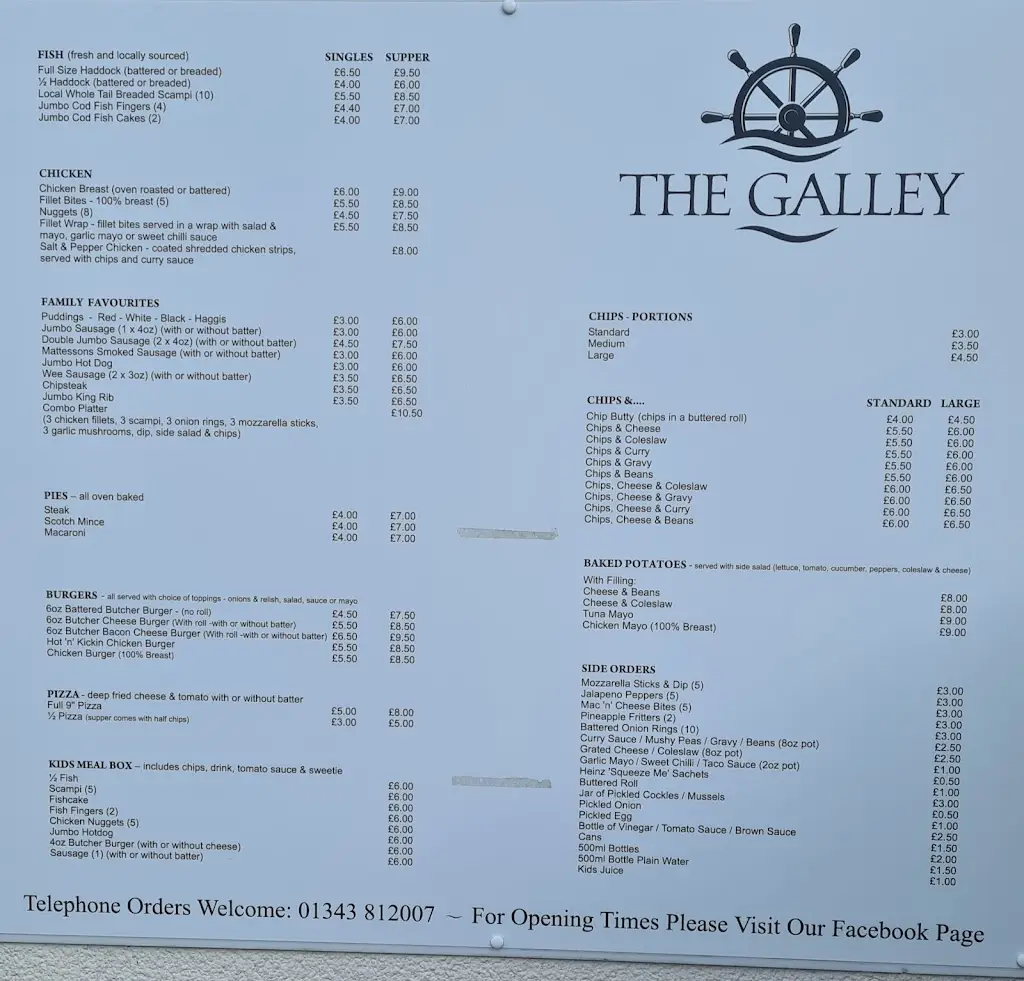 FISH (fresh and locally sourced) SINGLES SUPPER
Full Size Haddock (battered or breaded) £6.50 £9.50
½ Haddock (battered or breaded) £4.00 £6.00
Local Whole Tail Breaded Scampi (10) £5.50 £8.50
Jumbo Cod Fish Fingers (4) £4.40 £7.00
Jumbo Cod Fish Cakes (2) £4.00 £7.00
CHICKEN
Chicken Breast (oven roasted or battered) £6.00 £9.00
Fillet Bites - 100% breast (5) £5.50 £8.50
Nuggets (8) £4.50 £7.50
Fillet Wrap - fillet bites served in a wrap with salad & £5.50 £8.50
mayo, garlic mayo or sweet chilli sauce
Salt & Pepper Chicken - coated shredded chicken strips, £8.00
served with chips and curry sauce
FAMILY FAVOURITES
Puddings - Red - White - Black - Haggis £3.00 £6.00
Jumbo Sausage (1 x 4oz) (with or without batter) £3.00 £6.00
Double Jumbo Sausage (2 x 4oz) (with or without batter) £4.50 £7.50
Mattessons Smoked Sausage (with or without batter) £3.00 £6.00
Jumbo Hot Dog £3.00 £6.00
Wee Sausage (2 x 3oz) (with or without batter) £3.50 £6.50
Chipsteak £3.50 £6.50
Jumbo King Rib £3.50 £6.50
Combo Platter £10.50
(3 chicken fillets, 3 scampi, 3 onion rings, 3 mozzarella sticks,
3 garlic mushrooms, dip, side salad & chips)
PIES – all oven baked
Steak £4.00 £7.00
Scotch Mince £4.00 £7.00
Macaroni £4.00 £7.00
BURGERS - all served with choice of toppings - onions & relish, salad, sauce or mayo
6oz Battered Butcher Burger - (no roll) £4.50 £7.50
6oz Butcher Cheese Burger (With roll -with or without batter) £5.50 £8.50
6oz Butcher Bacon Cheese Burger (With roll -with or without batter) £6.50 £9.50
Hot 'n' Kickin Chicken Burger £5.50 £8.50
Chicken Burger (100% Breast) £5.50 £8.50
PIZZA - deep fried cheese & tomato with or without batter
Full 9" Pizza £5.00 £8.00
½ Pizza (supper comes with half chips) £3.00 £5.00
KIDS MEAL BOX – includes chips, drink, tomato sauce & sweetie
½ Fish £6.00
Scampi (5) £6.00
Fishcake £6.00
Fish Fingers (2) £6.00
Chicken Nuggets (5) £6.00
Jumbo Hotdog £6.00
4oz Butcher Burger (with or without cheese) £6.00
Sausage (1) (with or without batter) £6.00
THE GALLEY
CHIPS - PORTIONS
Standard £3.00
Medium £3.50
Large £4.50
CHIPS &.... STANDARD LARGE
Chip Butty (chips in a buttered roll) £4.00 £4.50
Chips & Cheese £5.50 £6.00
Chips & Coleslaw £5.50 £6.00
Chips & Curry £5.50 £6.00
Chips & Gravy £5.50 £6.00
Chips & Beans £5.50 £6.00
Chips, Cheese & Coleslaw £6.00 £6.50
Chips, Cheese & Gravy £6.00 £6.50
Chips, Cheese & Curry £6.00 £6.50
Chips, Cheese & Beans £6.00 £6.50
BAKED POTATOES - served with side salad (lettuce, tomato, cucumber, peppers, coleslaw & cheese)
With Filling:
Cheese & Beans £8.00
Cheese & Coleslaw £8.00
Tuna Mayo £9.00
Chicken Mayo (100% Breast) £9.00
SIDE ORDERS
Mozzarella Sticks & Dip (5) £3.00
Jalapeno Peppers (5) £3.00
Mac 'n' Cheese Bites (5) £3.00
Pineapple Fritters (2) £3.00
Battered Onion Rings (10) £3.00
Curry Sauce / Mushy Peas / Gravy / Beans (8oz pot) £2.50
Grated Cheese / Coleslaw (8oz pot) £2.50
Garlic Mayo / Sweet Chilli / Taco Sauce (2oz pot) £1.00
Heinz 'Squeeze Me' Sachets £0.50
Buttered Roll £1.00
Jar of Pickled Cockles / Mussels £3.00
Pickled Onion £0.50
Pickled Egg £1.00
Bottle of Vinegar / Tomato Sauce / Brown Sauce £2.50
Cans £1.50
500ml Bottles £2.00
500ml Bottle Plain Water £1.50
Kids Juice £1.00
Telephone Orders Welcome: 01343 812007 ~ For Opening Times Please Visit Our Facebook Page